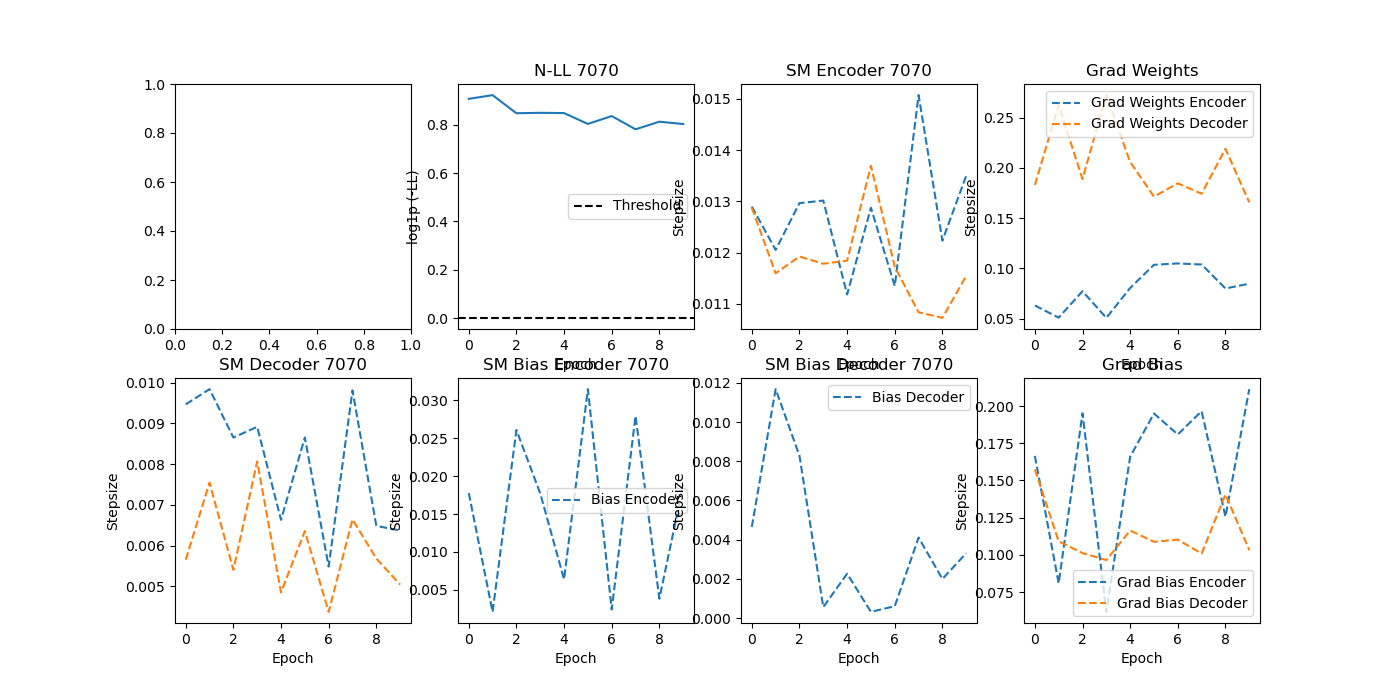 N-LL 7070
SM Encoder 7070
Grad Weights
1.0
0.8
0.6
0.4
0.2
0.0
0.0 0.2 0.4 0.6 0.8 1.0
log1p (-LL)
0.8
0.6
0.4
0.2
0.0
Threshold
0 2 4 6 8
Epoch
Stepsize
0.015
0.014
0.013
0.012
0.011
0 2 4 6 8
Epoch
Stepsize
0.25
0.20
0.15
0.10
0.05
Grad Weights Encoder
Grad Weights Decoder
0 2 4 6 8
Epoch
SM Decoder 7070
SM Bias Encoder 7070
SM Bias Decoder 7070
Grad Bias
Stepsize
0.010
0.009
0.008
0.007
0.006
0.005
0 2 4 6 8
Epoch
Stepsize
0.030
0.025
0.020
0.015
0.010
0.005
Bias Encoder
0 2 4 6 8
Epoch
Stepsize
0.012
0.010
0.008
0.006
0.004
0.002
0.000
Bias Decoder
0 2 4 6 8
Epoch
Stepsize
0.200
0.175
0.150
0.125
0.100
0.075
Grad Bias Encoder
Grad Bias Decoder
0 2 4 6 8
Epoch